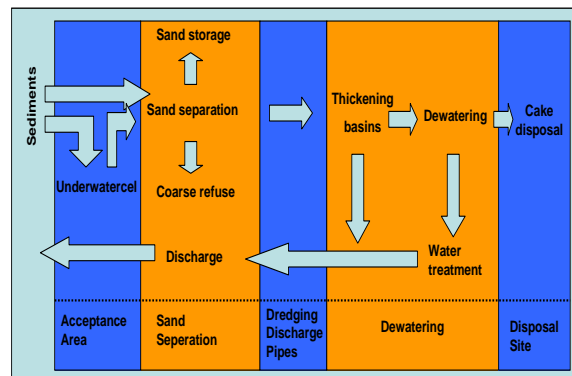 Sediments
Sand storage
Sand separation
Underwatercel
Coarse refuse
Thickening
basins
Dewatering
Cake
disposal
Discharge
Water
treatment
Acceptance
Area
Sand
Seperation
Dredging
Discharge
Pipes
Dewatering
Disposal
Site